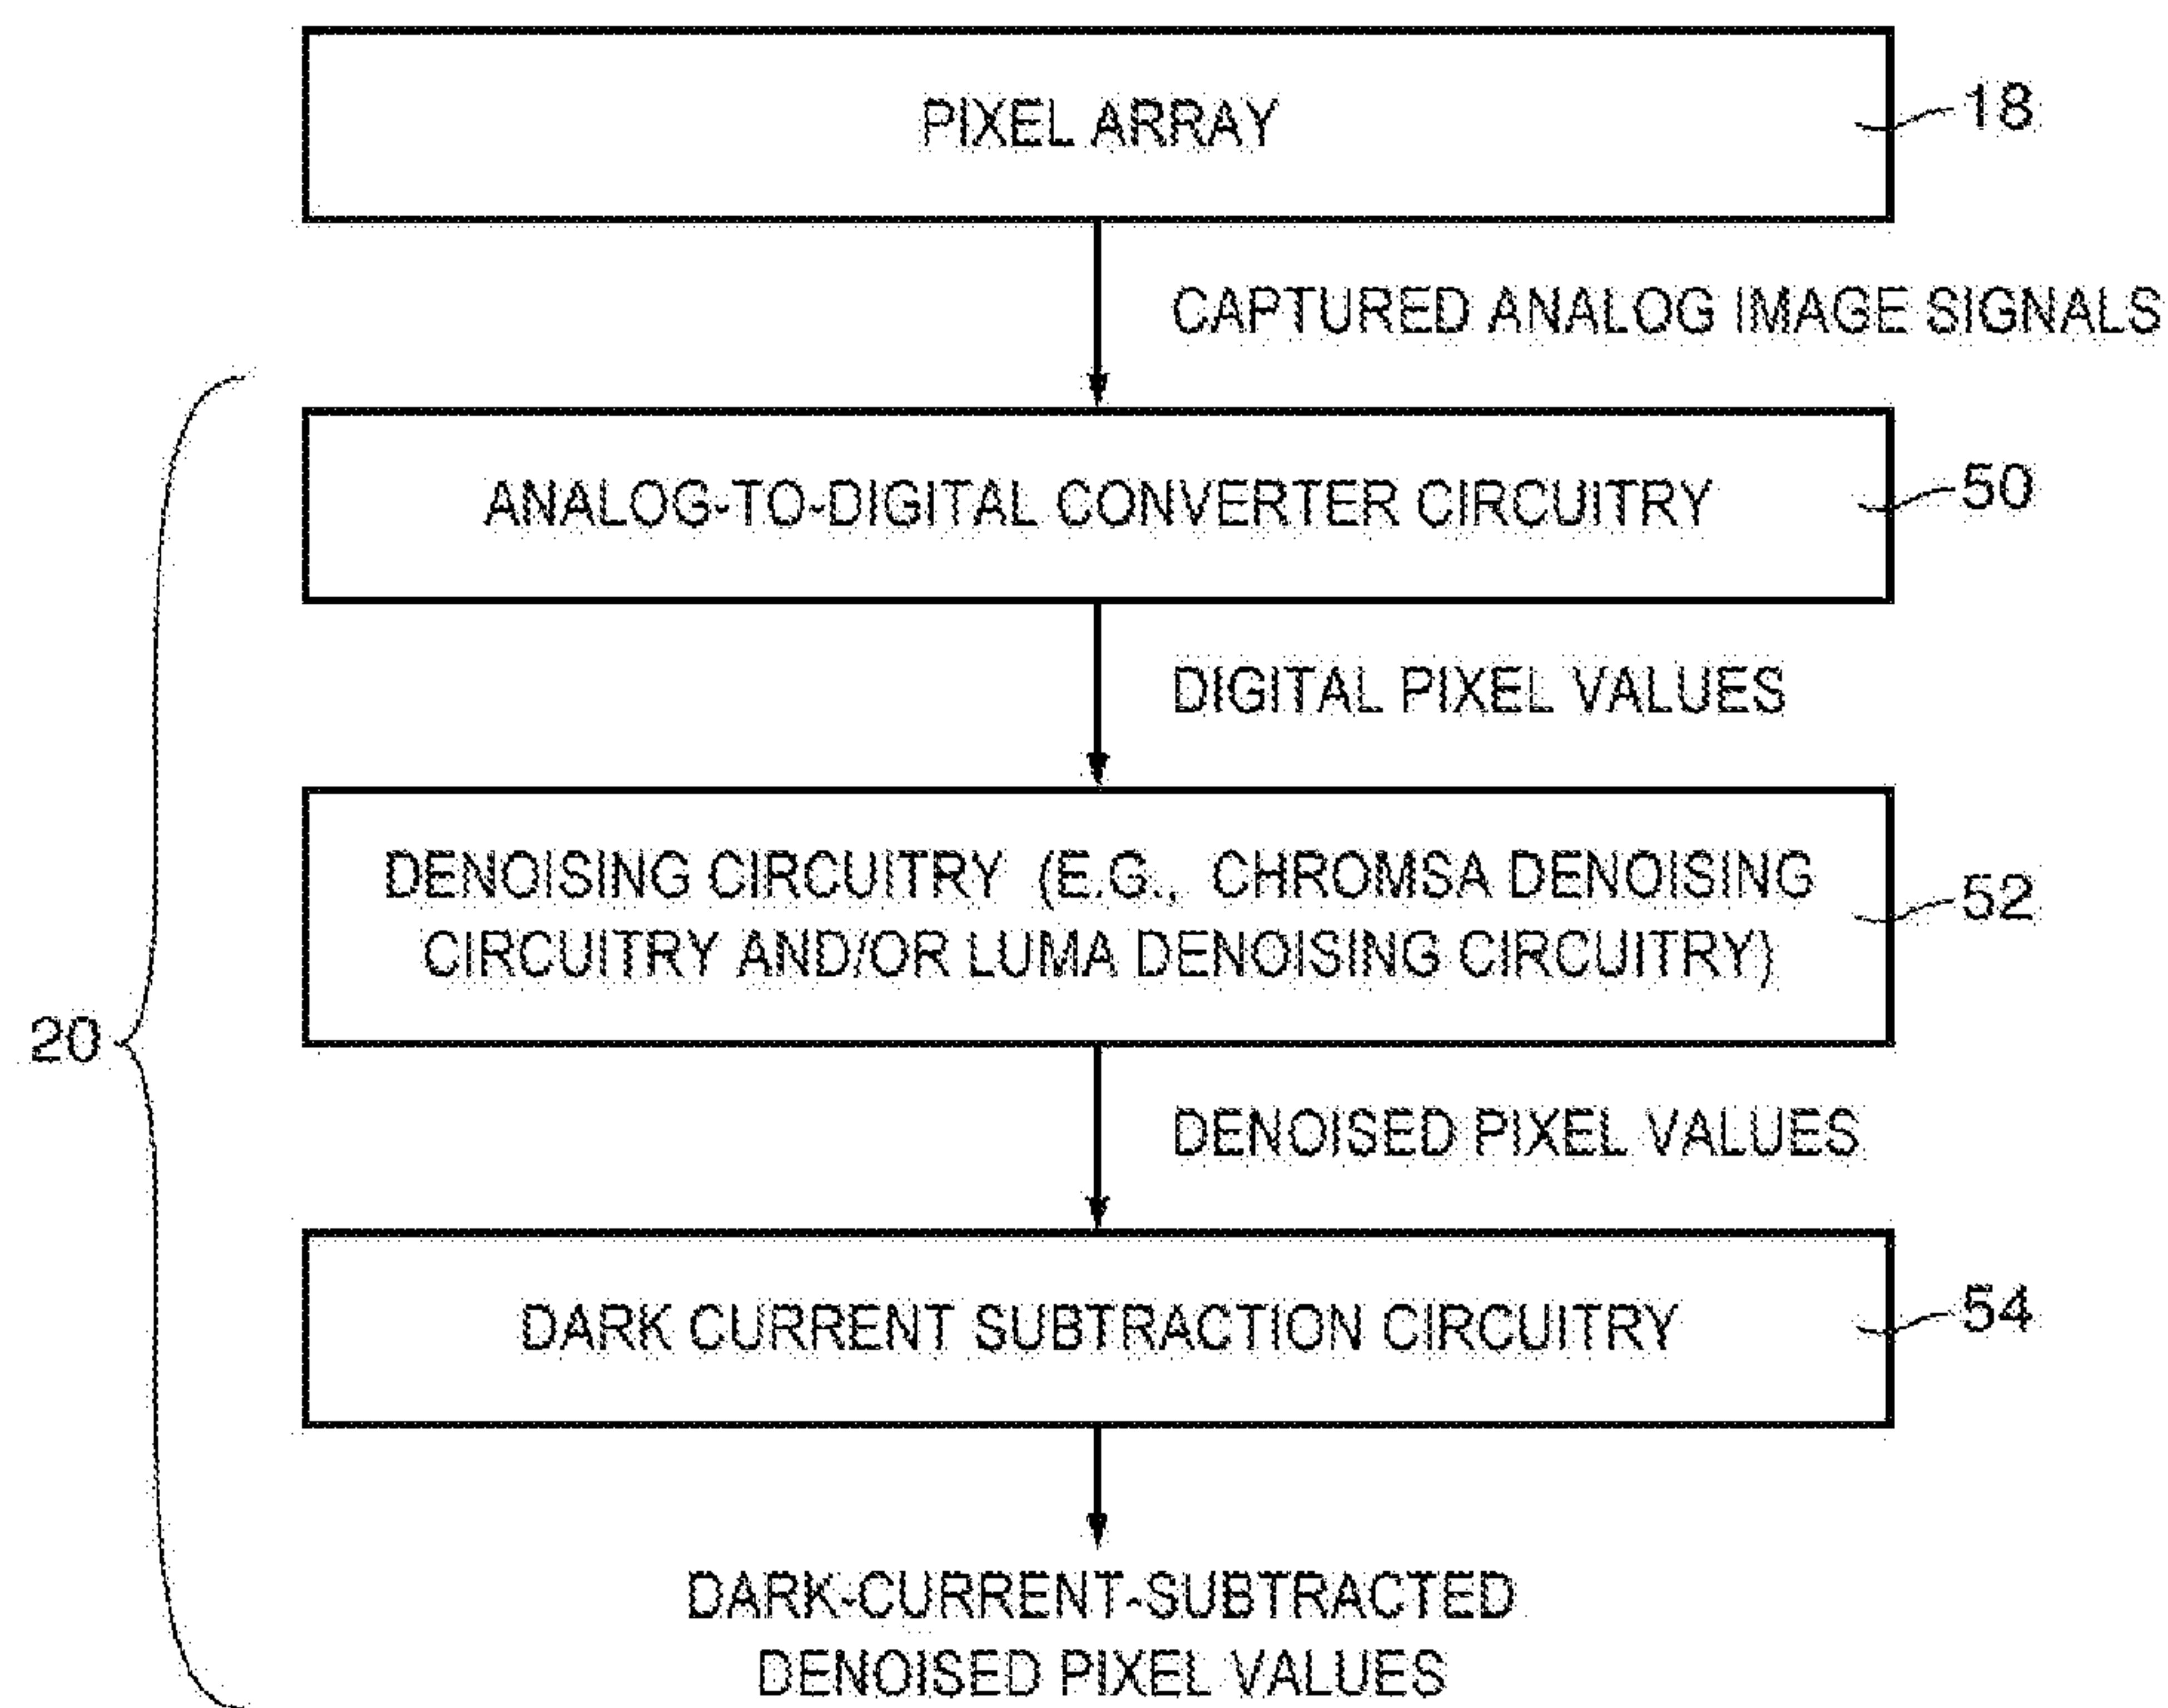 PIXEL ARRAY
18
CAPTURED ANALOG IMAGE SIGNALS
ANALOG-TO-DIGITAL CONVERTER CIRCUITRY
50
DIGITAL PIXEL VALUES
DENOISING CIRCUITRY (E.G., CHROMSA DENOISING
CIRCUITRY AND/OR LUMA DENOISING CIRCUITRY)
52
20
DENOISED PIXEL VALUES
DARK CURRENT SUBTRACTION CIRCUITRY
54
DARK-CURRENT-SUBTRACTED
DENOISED PIXEL VALUES